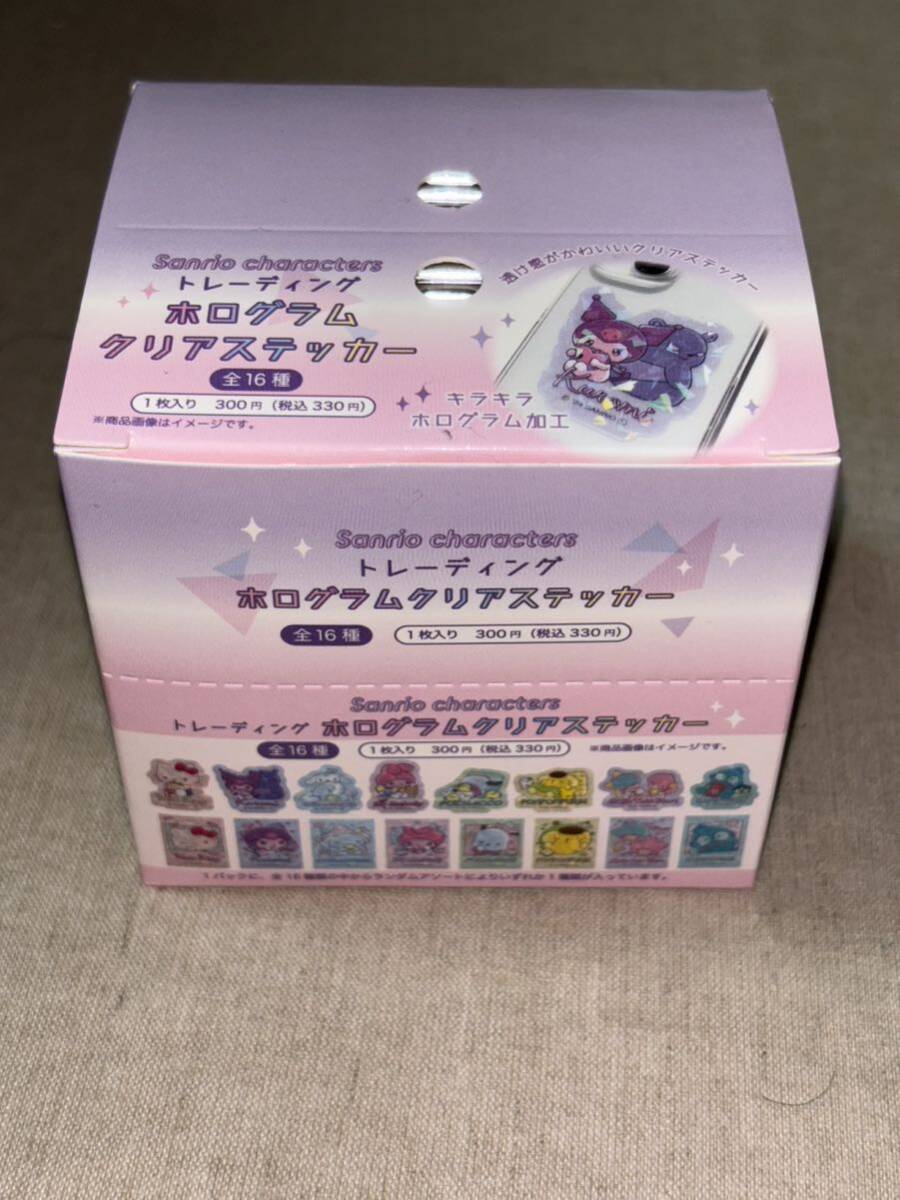 Sanrio characters
トレーディング
ホログラム
クリアステッカー
全16種
1枚入り 300円(税込330円)
※商品画像はイメージです。
透け感がかわいいクリアステッカー
キラキラ
ホログラム加工
Sanrio characters
トレーディング
ホログラムクリアステッカー
全16種
1枚入り 300円(税込330円)
Sanrio characters
トレーディング ホログラムクリアステッカー
全16種 1枚入り 300円(税込330円) ※商品画像はイメージです。
1パックに、全16種類の中からランダムアソートによりいずれか1種類が入っています。